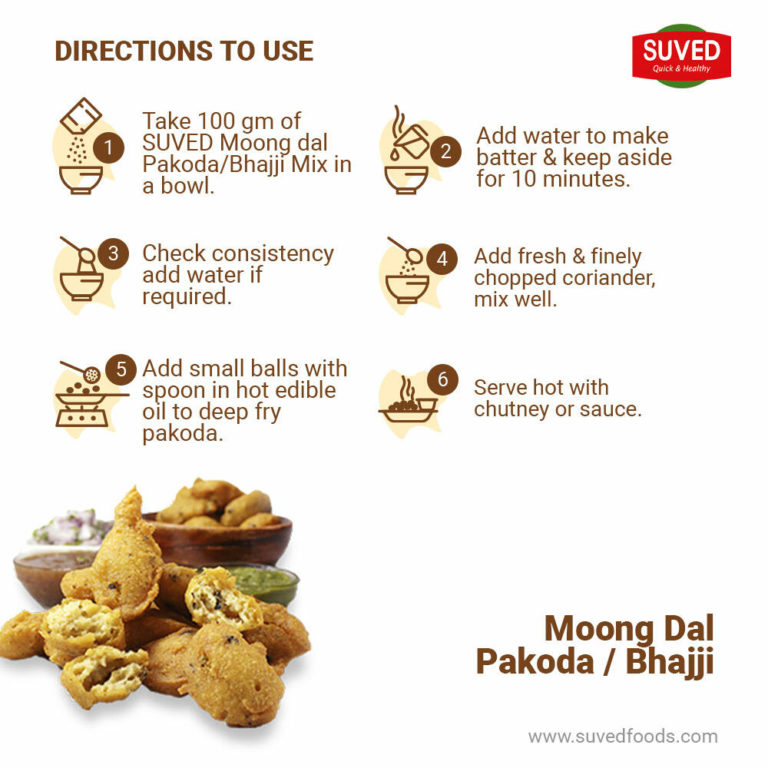 DIRECTIONS TO USE
SUVED
Quick & Healthy
1
Take 100 gm of
SUVED Moong dal
Pakoda/Bhajji Mix in
a bowl.
2
Add water to make
batter & keep aside
for 10 minutes.
3
Check consistency
add water if
required.
4
Add fresh & finely
chopped coriander,
mix well.
5
Add small balls with
spoon in hot edible
oil to deep fry
pakoda.
6
Serve hot with
chutney or sauce.
Moong Dal
Pakoda / Bhajji
www.suvedfoods.com